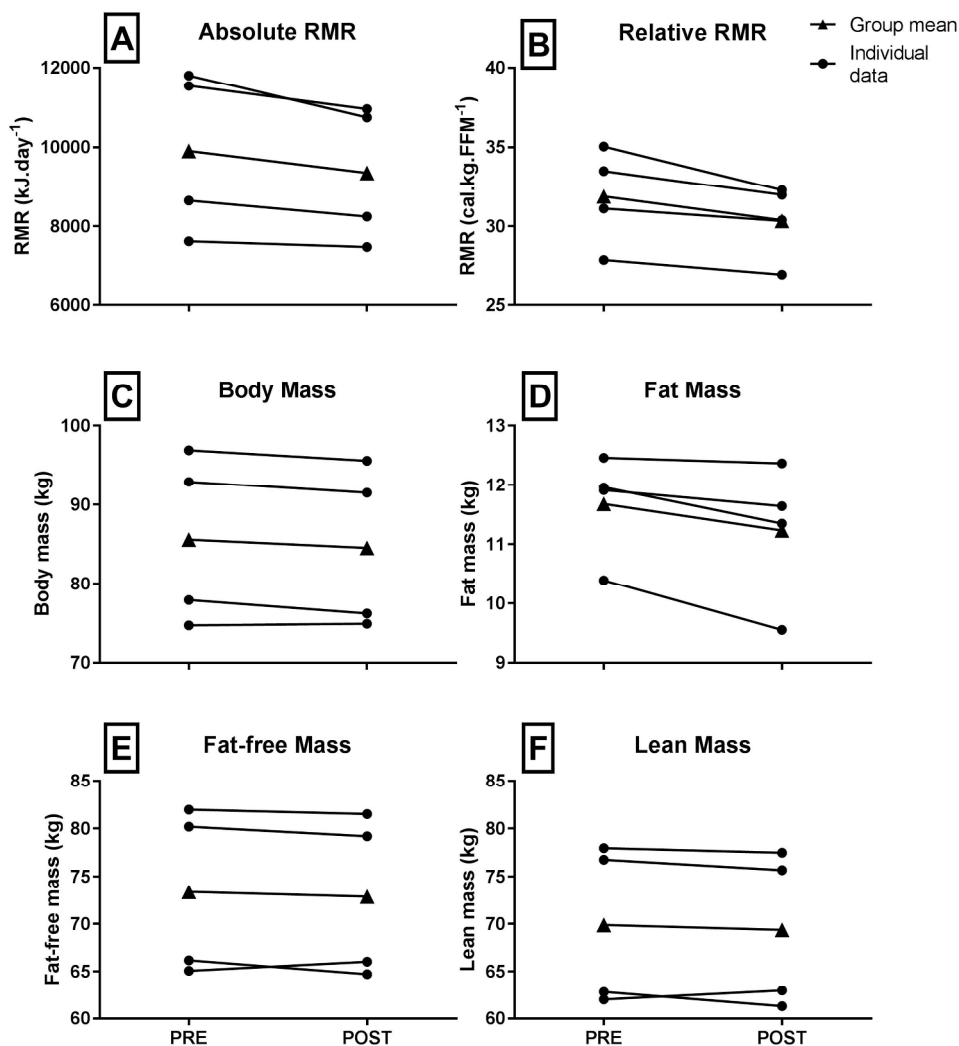 A
Absolute RMR
12000
10000
8000
6000
RMR (kJ.day⁻¹)
B
Relative RMR
Group mean
Individual
data
40
35
30
25
RMR (cal.kg.FFM⁻¹)
C
Body Mass
100
90
80
70
Body mass (kg)
D
Fat Mass
13
12
11
10
9
Fat mass (kg)
E
Fat-free Mass
85
80
75
70
65
60
Fat-free mass (kg)
PRE
POST
F
Lean Mass
85
80
75
70
65
60
Lean mass (kg)
PRE
POST